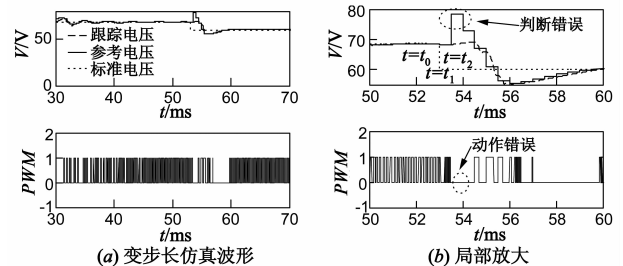 V/V
50
0
跟踪电压
参考电压
标准电压
30 40 50 60 70
t/ms
PWM
2
1
0
-1
30 40 50 60 70
t/ms
(a) 变步长仿真波形
V/V
80
70
60
判断错误
t=t0 t=t2
t=t1
50 52 54 56 58 60
t/ms
PWM
2
1
0
-1
动作错误
50 52 54 56 58 60
t/ms
(b) 局部放大